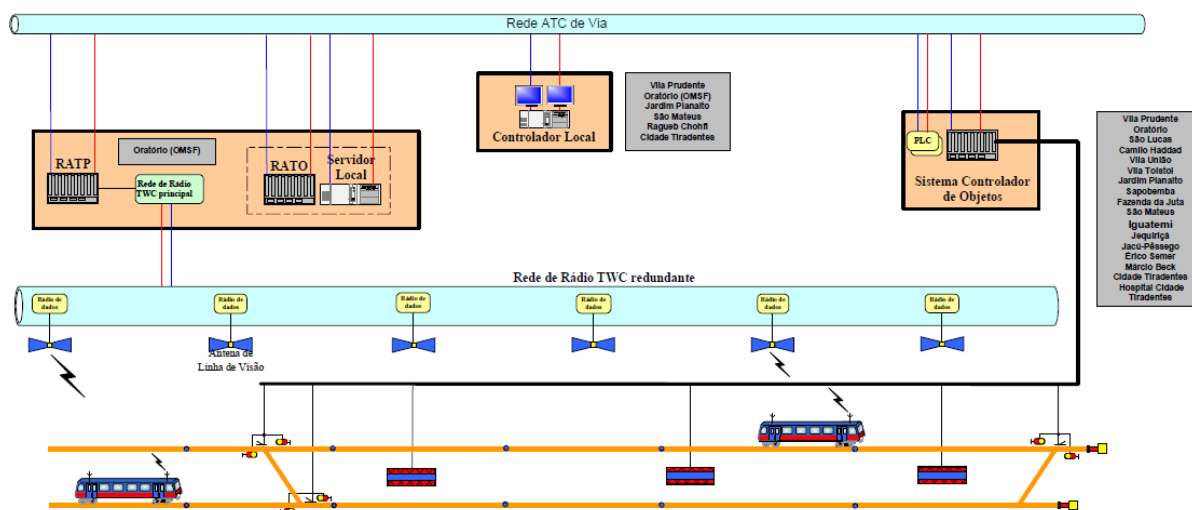 Rede ATC de Via
Vila Prudente
Oratório (OMSF)
Jardim Planalto
São Mateus
Ragueb Chohfi
Cidade Tiradentes
Controlador Local
Oratório (OMSF)
RATP
Rede de Rádio
TWC principal
RATO
Servidor
Local
PLC
Sistema Controlador
de Objetos
Vila Prudente
Oratório
São Lucas
Camilo Haddad
Vila União
Vila Tolstoi
Jardim Planalto
Sapobemba
Fazenda da Juta
São Mateus
Iguatemi
Jequiriçá
Jacú-Pêssego
Érico Semer
Márcio Beck
Cidade Tiradentes
Hospital Cidade
Tiradentes
Rede de Rádio TWC redundante
Rádio de
dados
Rádio de
dados
Rádio de
dados
Rádio de
dados
Rádio de
dados
Rádio de
dados
Antena de
Linha de Visão